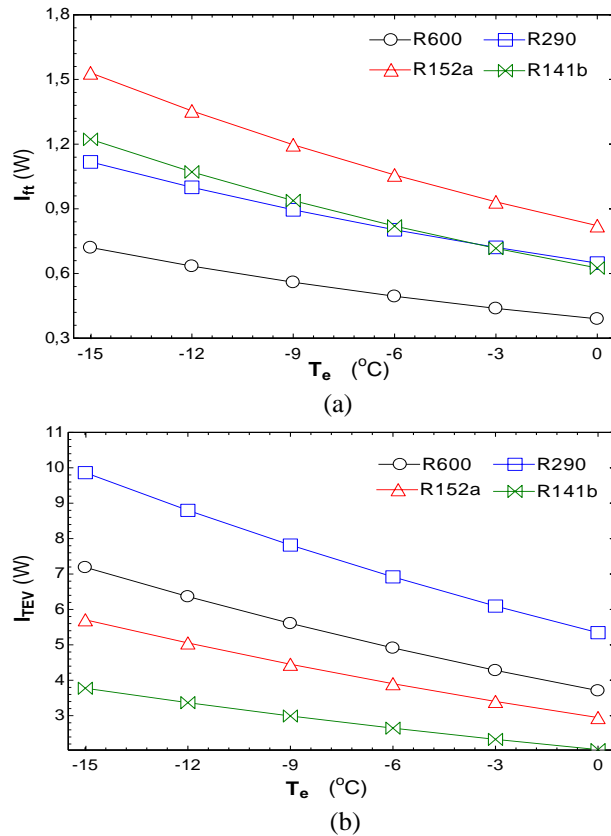 1,8
R600 R290
R152a R141b
1,5
1,2
0,9
0,6
0,3
I_ft (W)
-15 -12 -9 -6 -3 0
T_e (°C)
(a)
11
R600 R290
R152a R141b
10
9
8
7
6
5
4
3
I_TEV (W)
-15 -12 -9 -6 -3 0
T_e (°C)
(b)